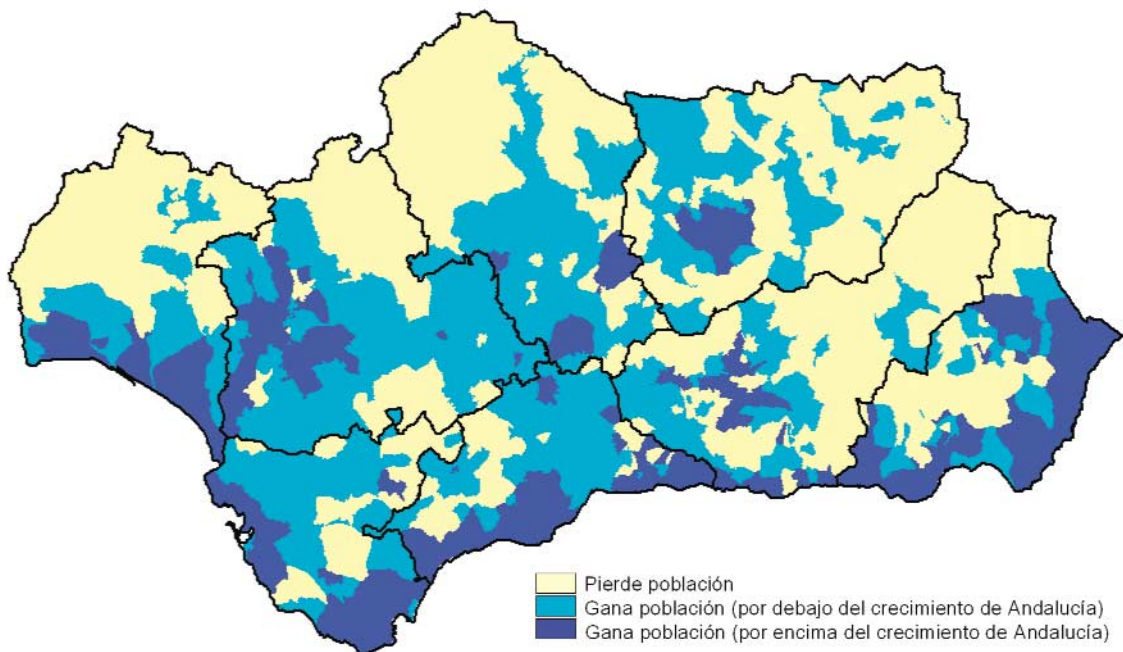 Pierde población
Gana población (por debajo del crecimiento de Andalucía)
Gana población (por encima del crecimiento de Andalucía)